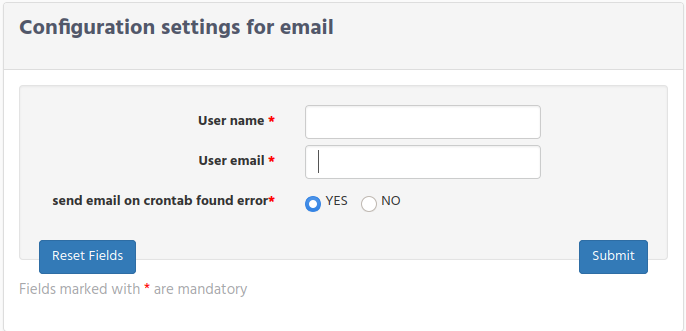 Configuration settings for email
User name *
User email *
send email on crontab found error* YES NO
Reset Fields Submit
Fields marked with * are mandatory